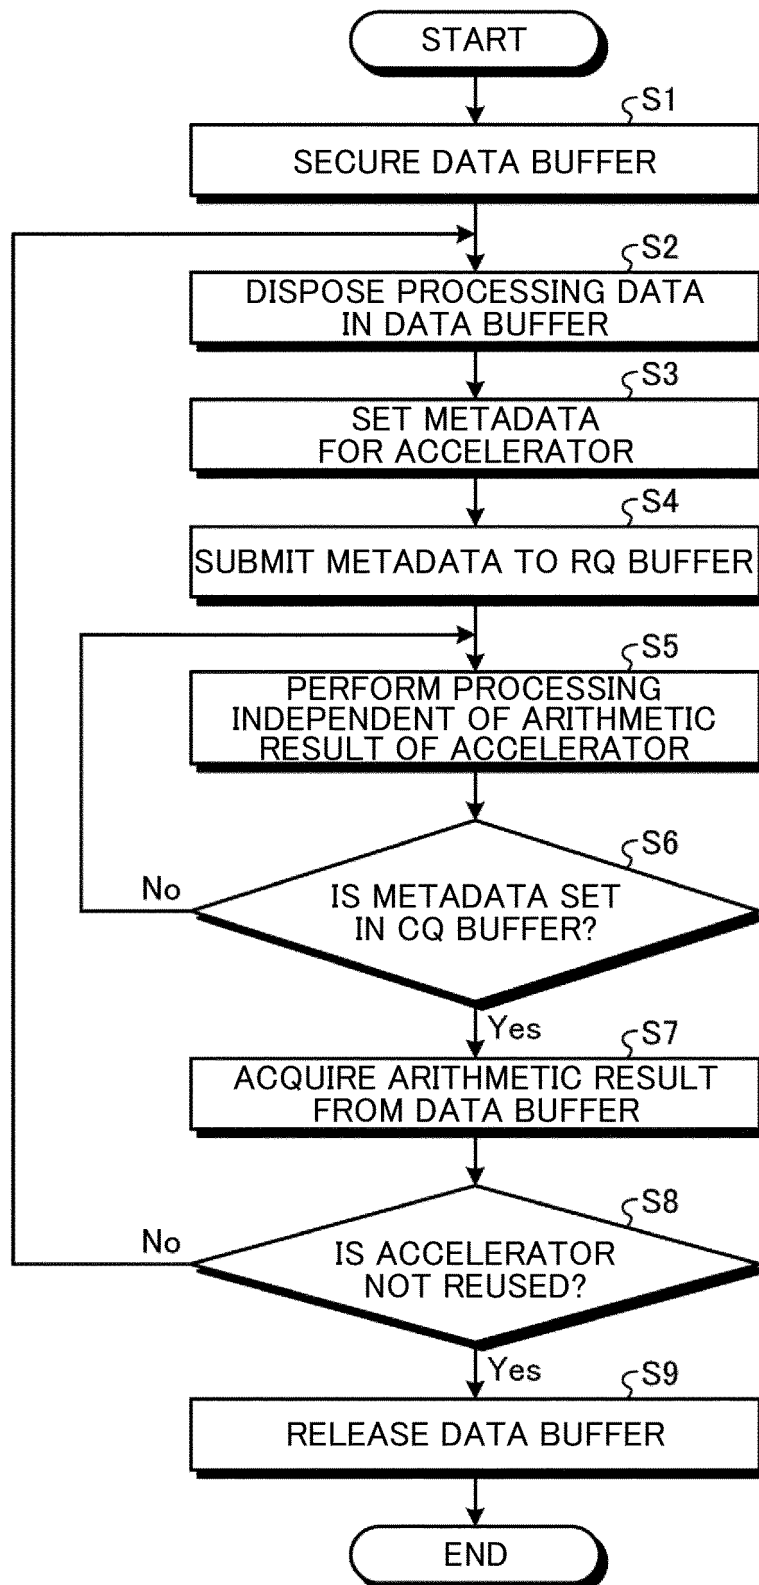 START
S1
SECURE DATA BUFFER
S2
DISPOSE PROCESSING DATA
IN DATA BUFFER
S3
SET METADATA
FOR ACCELERATOR
S4
SUBMIT METADATA TO RQ BUFFER
S5
PERFORM PROCESSING
INDEPENDENT OF ARITHMETIC
RESULT OF ACCELERATOR
S6
No
IS METADATA SET
IN CQ BUFFER?
Yes
S7
ACQUIRE ARITHMETIC RESULT
FROM DATA BUFFER
S8
No
IS ACCELERATOR
NOT REUSED?
Yes
S9
RELEASE DATA BUFFER
END